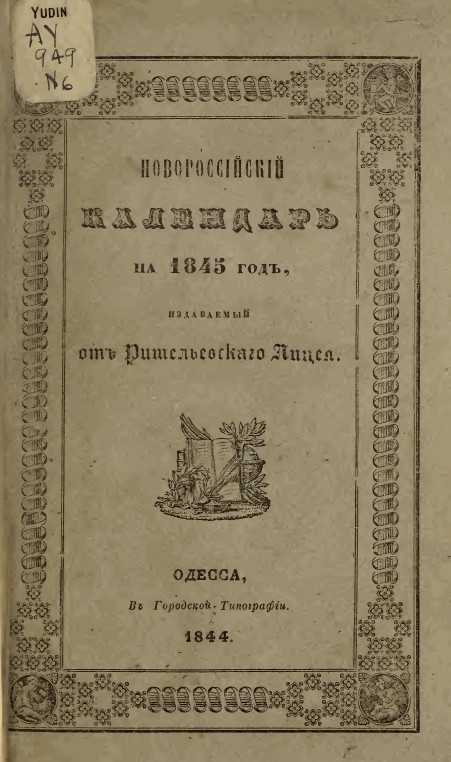 YUDIN
AY
949
.N6
НОВОРОССІЙСКІЙ
КАЛЕНДАРЬ
НА 1845 ГОДЪ,
ИЗДАВАЕМЫЙ
отъ Ришельевскаго Лицея.
ОДЕССА,
Въ Городской Типографіи.
1844.